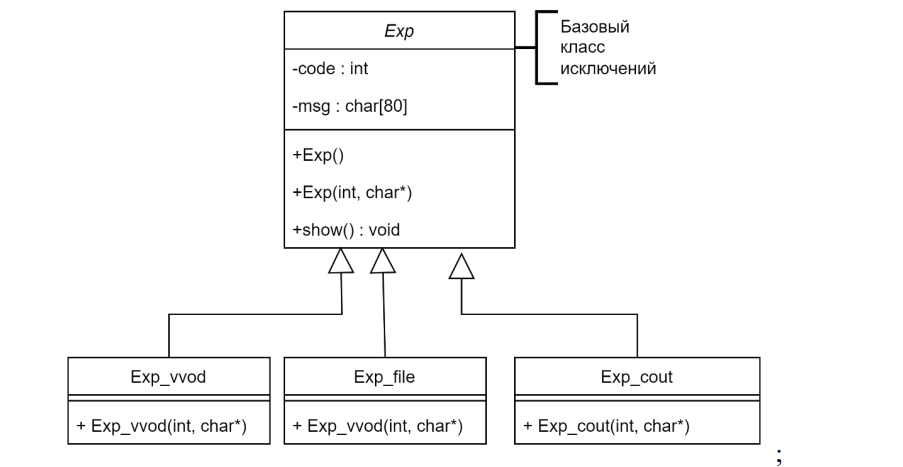 Exp
Базовый
класс
исключений
-code : int
-msg : char[80]
+Exp()
+Exp(int, char*)
+show() : void
Exp_vvod
Exp_file
Exp_cout
+ Exp_vvod(int, char*)
+ Exp_vvod(int, char*)
+ Exp_cout(int, char*)
;